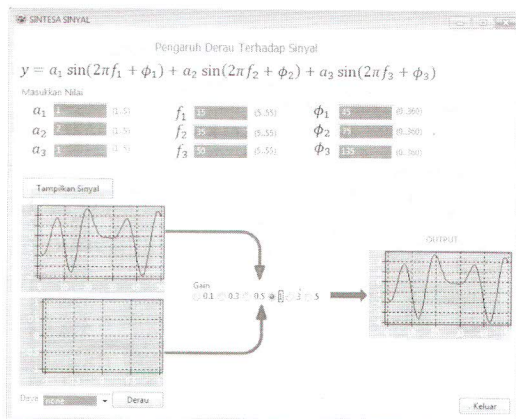 SINTESA SINYAL
Pengaruh Derau Terhadap Sinyal
y = a₁ sin(2πf₁ + ϕ₁) + a₂ sin(2πf₂ + ϕ₂) + a₃ sin(2πf₃ + ϕ₃)
Masukkan Nilai
a₁ 1 (1..5) f₁ 15 (5..55) ϕ₁ 45 (0..360)
a₂ 2 (1..5) f₂ 35 (5..55) ϕ₂ 75 (0..360)
a₃ 1 (1..5) f₃ 50 (5..55) ϕ₃ 135 (0..360)
Tampilkan Sinyal
OUTPUT
Gain
0.1 0.3 0.5 1 3 5
none Derau
Keluar